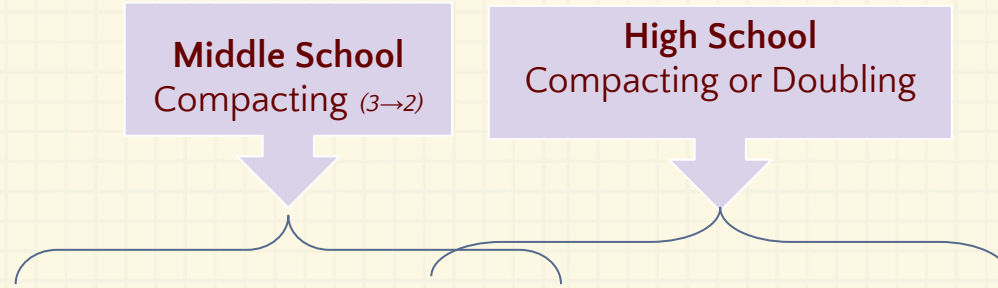 Middle School
Compacting (3→2)
High School
Compacting or Doubling